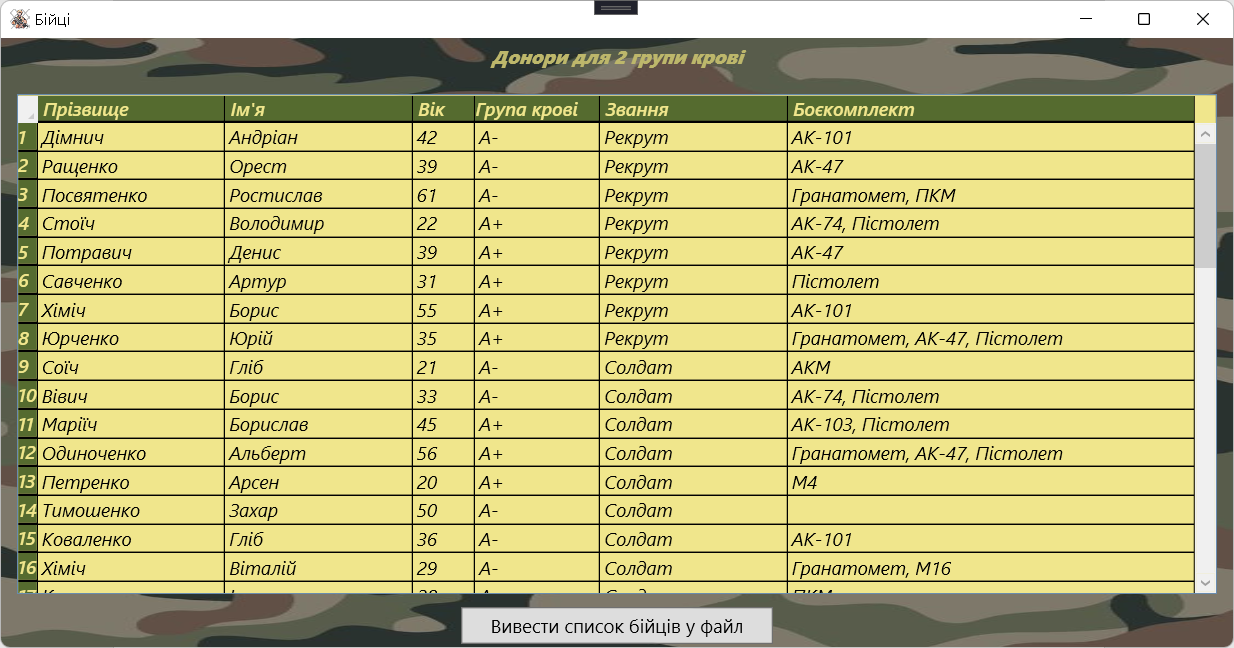 Бійці
Донори для 2 групи крові
Прізвище Ім'я Вік Група крові Звання Боєкомплект
1 Дімнич Андріан 42 А- Рекрут АК-101
2 Ращенко Орест 39 А- Рекрут АК-47
3 Посвятенко Ростислав 61 А- Рекрут Гранатомет, ПКМ
4 Стоїч Володимир 22 А+ Рекрут АК-74, Пістолет
5 Потравич Денис 39 А+ Рекрут АК-47
6 Савченко Артур 31 А+ Рекрут Пістолет
7 Хіміч Борис 55 А+ Рекрут АК-101
8 Юрченко Юрій 35 А+ Рекрут Гранатомет, АК-47, Пістолет
9 Соїч Гліб 21 А- Солдат АКМ
10 Вівич Борис 33 А- Солдат АК-74, Пістолет
11 Маріїч Борислав 45 А+ Солдат АК-103, Пістолет
12 Одиноченко Альберт 56 А+ Солдат Гранатомет, АК-47, Пістолет
13 Петренко Арсен 20 А+ Солдат М4
14 Тимошенко Захар 50 А- Солдат
15 Коваленко Гліб 36 А- Солдат АК-101
16 Хіміч Віталій 29 А- Солдат Гранатомет, М16
Вивести список бійців у файл